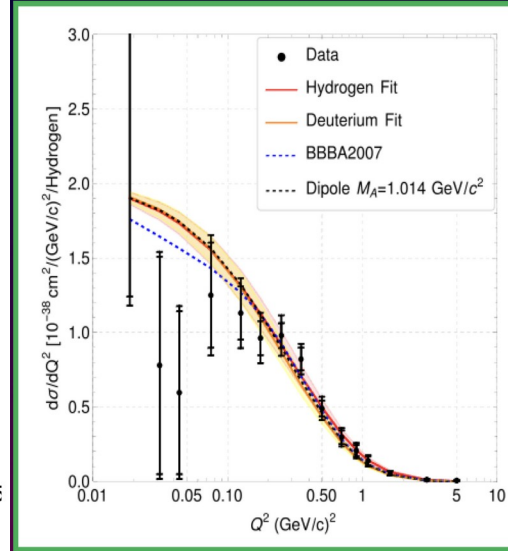 3.0
2.5
2.0
1.5
1.0
0.5
0.0
dσ/dQ² [10⁻³⁸cm²/(GeV/c)²/Hydrogen]
Data
Hydrogen Fit
Deuterium Fit
BBBA2007
Dipole M_A=1.014 GeV/c²
0.01 0.05 0.10 0.50 1 5 10
Q² (GeV/c)²